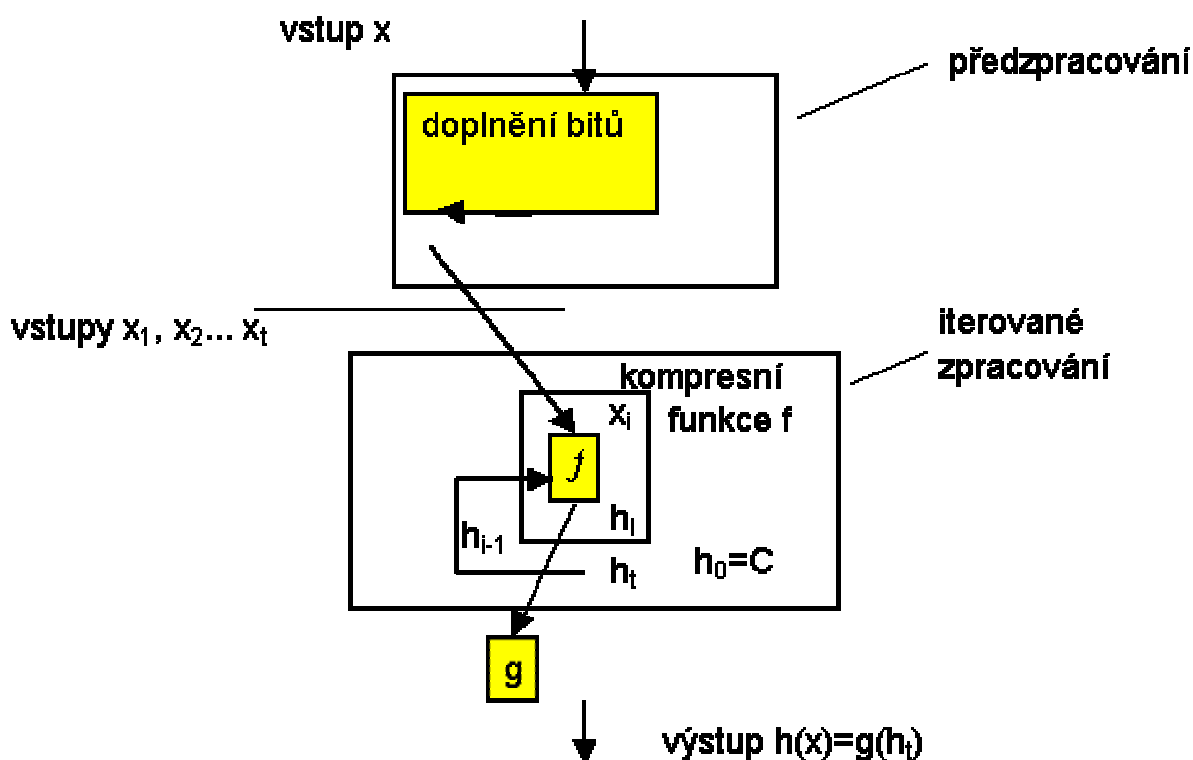 vstup x
předzpracování
doplnění bitů
vstupy x₁, x₂... xₜ
iterované
zpracování
kompresní
funkce f
xᵢ
f
hᵢ
hᵢ₋₁
hₜ
h₀=C
g
výstup h(x)=g(hₜ)